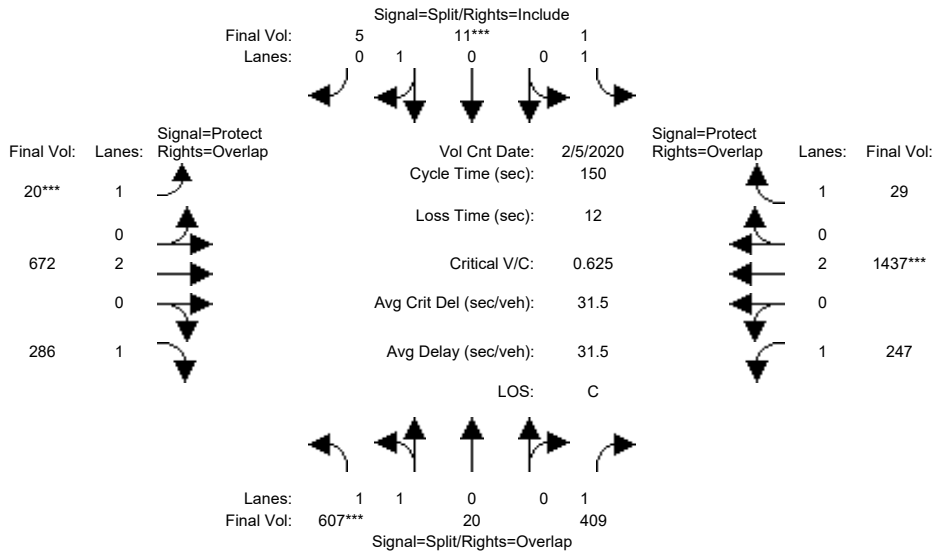 Signal=Split/Rights=Include
Final Vol: 5 11*** 1
Lanes: 0 1 0 0 1
Signal=Protect Signal=Protect
Final Vol: Lanes: Rights=Overlap Vol Cnt Date: 2/5/2020 Rights=Overlap Lanes: Final Vol:
Cycle Time (sec): 150
20*** 1 1 29
Loss Time (sec): 12
0 0
672 2 Critical V/C: 0.625 2 1437***
0 Avg Crit Del (sec/veh): 31.5 0
286 1 Avg Delay (sec/veh): 31.5 1 247
LOS: C
Lanes: 1 1 0 0 1
Final Vol: 607*** 20 409
Signal=Split/Rights=Overlap